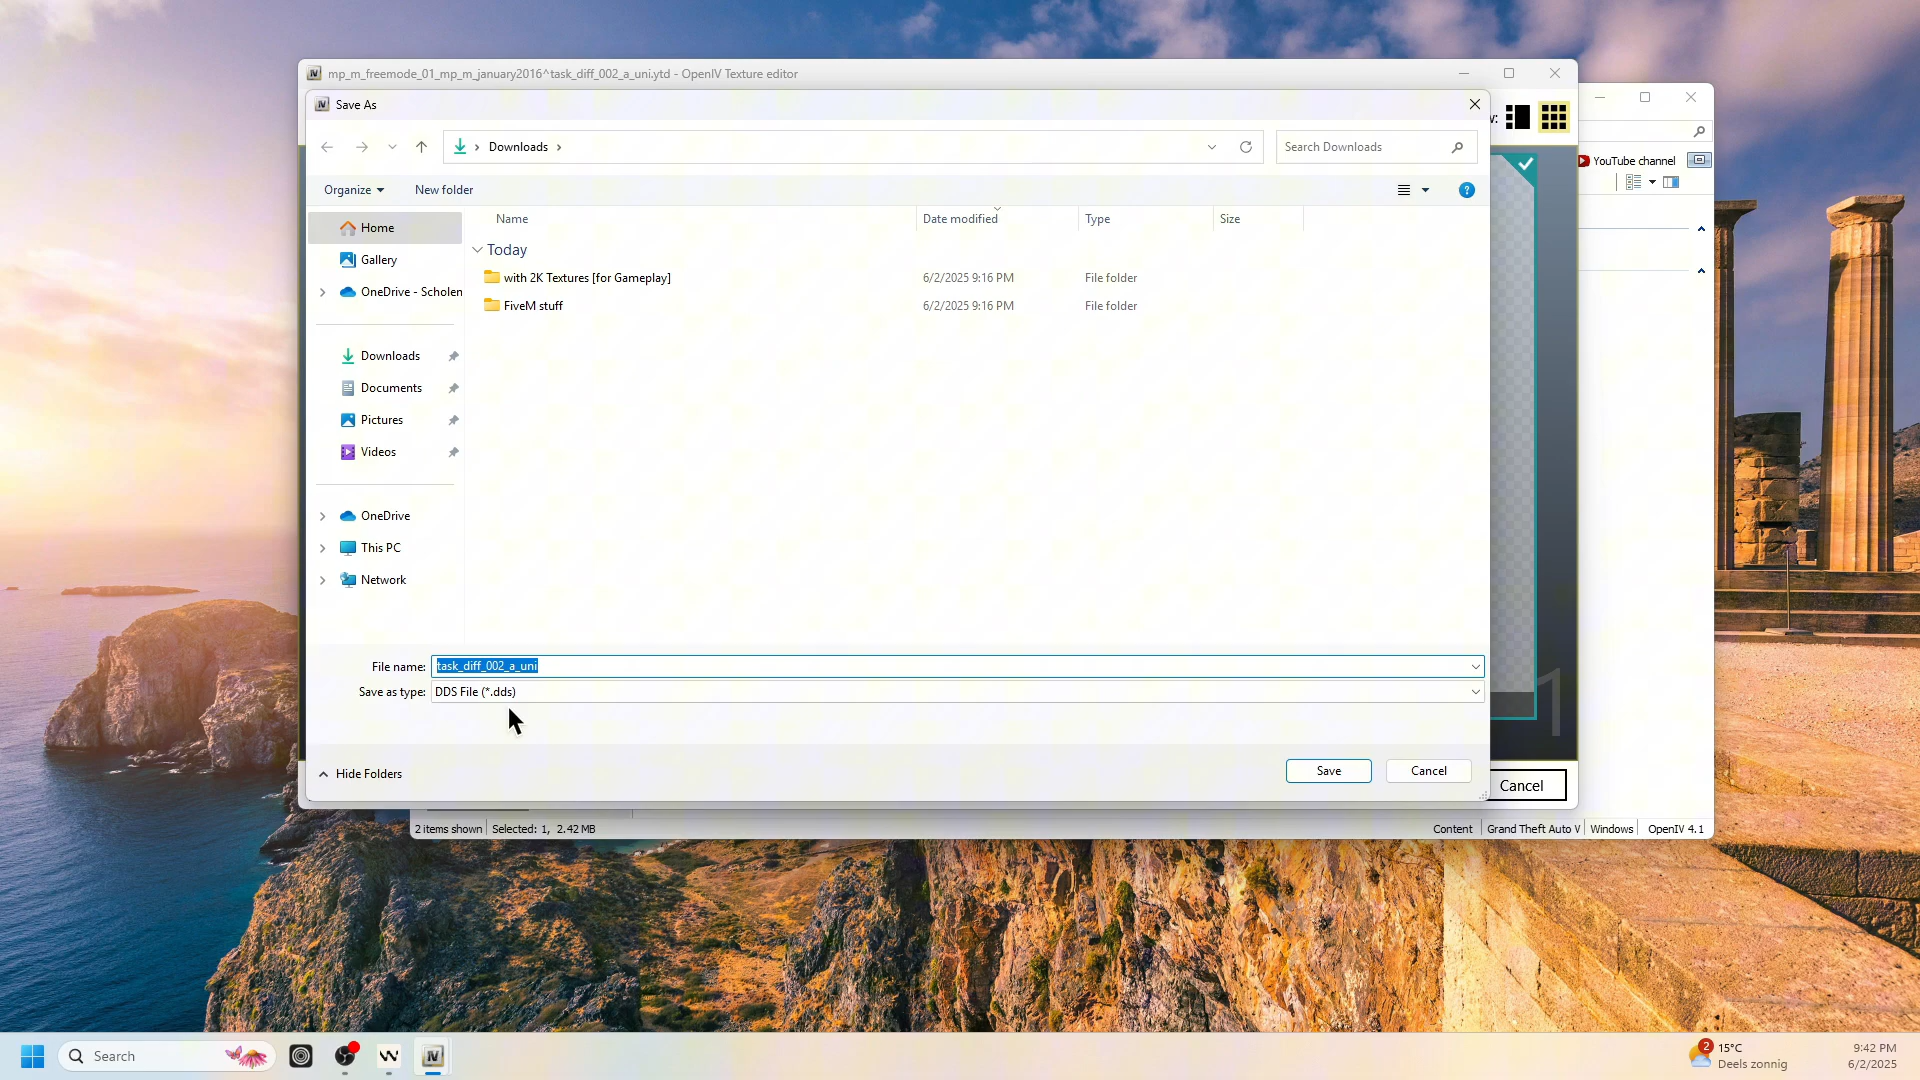 mp_m_freemode_01_mp_m_january2016^task_diff_002_a_uni.ytd - OpenIV Texture editor
Save As
Downloads
Search Downloads
w:
YouTube channel
Organize
New folder
Name
Date modified
Type
Size
Today
with 2K Textures [for Gameplay]
6/2/2025 9:16 PM
File folder
FiveM stuff
6/2/2025 9:16 PM
File folder
Home
Gallery
OneDrive - Scholen
Downloads
Documents
Pictures
Videos
OneDrive
This PC
Network
File name:
task_diff_002_a_uni
Save as type:
DDS File (*.dds)
1
Hide Folders
Save
Cancel
Cancel
2 items shown
Selected: 1, 2.42 MB
Content
Grand Theft Auto V
Windows
OpenIV 4.1
Search
2
15°C
Deels zonnig
9:42 PM
6/2/2025